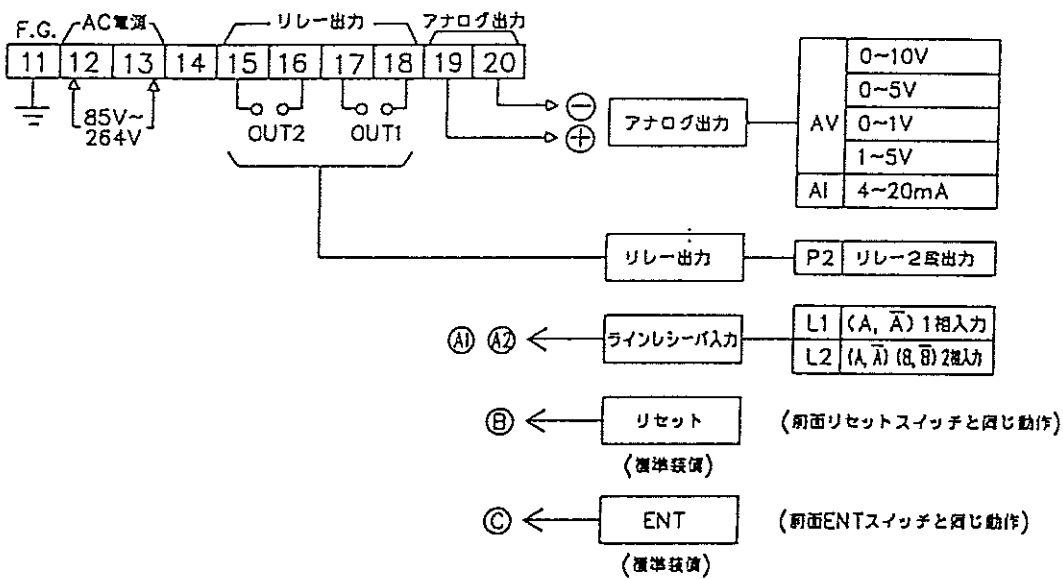 F.G. AC電源 リレー出力 アナログ出力
11 12 13 14 15 16 17 18 19 20
85V~
264V
OUT2 OUT1
⊖
⊕
アナログ出力
AV
0~10V
0~5V
0~1V
1~5V
AI 4~20mA
リレー出力 P2 リレー2段出力
A1 A2 ラインレシーバ入力
L1 (A, A̅) 1相入力
L2 (A, A̅) (B, B̅) 2相入力
Ⓑ リセット (前面リセットスイッチと同じ動作)
(標準装備)
Ⓒ ENT (前面ENTスイッチと同じ動作)
(標準装備)